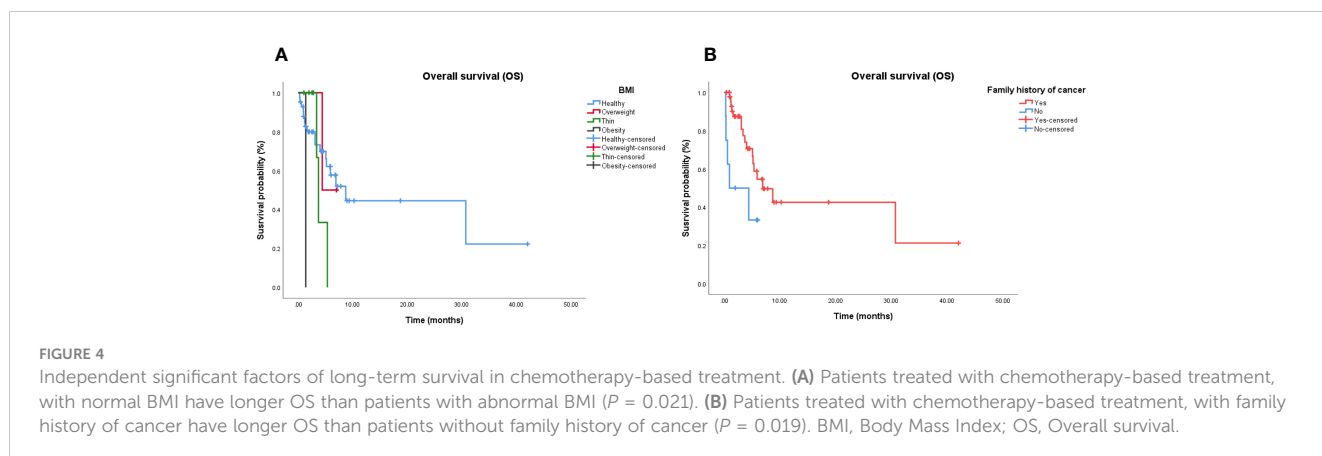 A
Overall survival (OS)
BMI
Healthy
Overweight
Thin
Obesity
Healthy-censored
Overweight-censored
Thin-censored
Obesity-censored
Susrvival probability (%)
1.0
0.8
0.6
0.4
0.2
0.0
.00 10.00 20.00 30.00 40.00 50.00
Time (months)
B
Overall survival (OS)
Family history of cancer
Yes
No
Yes-censored
No-censored
Susrvival probability (%)
1.0
0.8
0.6
0.4
0.2
0.0
.00 10.00 20.00 30.00 40.00 50.00
Time (months)
FIGURE 4
Independent significant factors of long-term survival in chemotherapy-based treatment. (A) Patients treated with chemotherapy-based treatment,
with normal BMI have longer OS than patients with abnormal BMI (P = 0.021). (B) Patients treated with chemotherapy-based treatment, with family
history of cancer have longer OS than patients without family history of cancer (P = 0.019). BMI, Body Mass Index; OS, Overall survival.